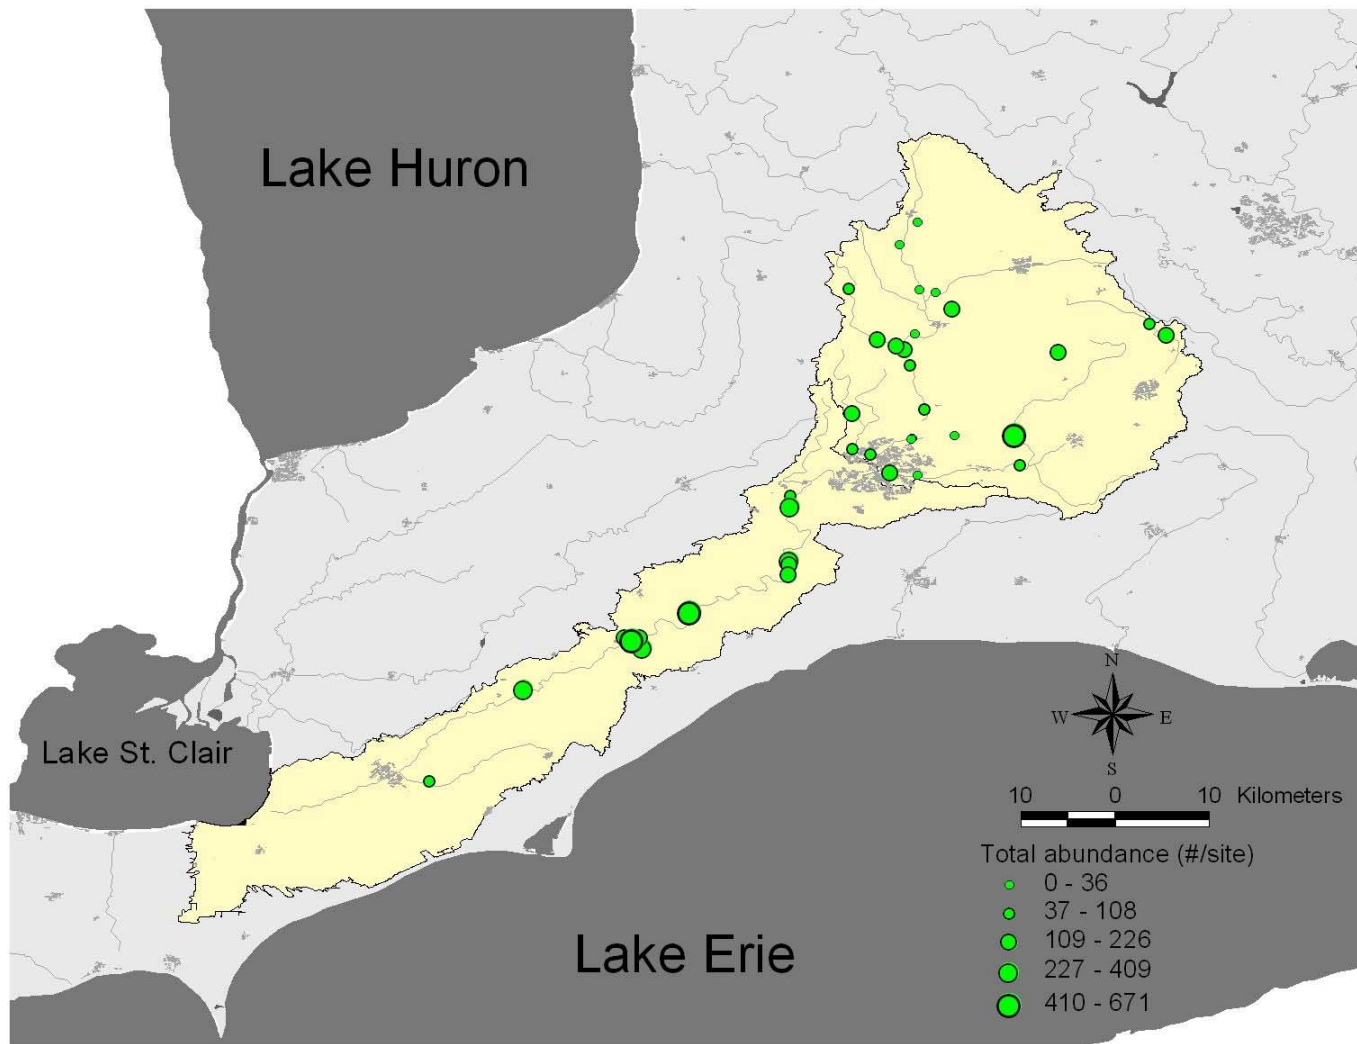 Lake Huron
Lake St. Clair
N
W E
S
10 0 10 Kilometers
Total abundance (#/site)
0 - 36
37 - 108
109 - 226
227 - 409
410 - 671
Lake Erie